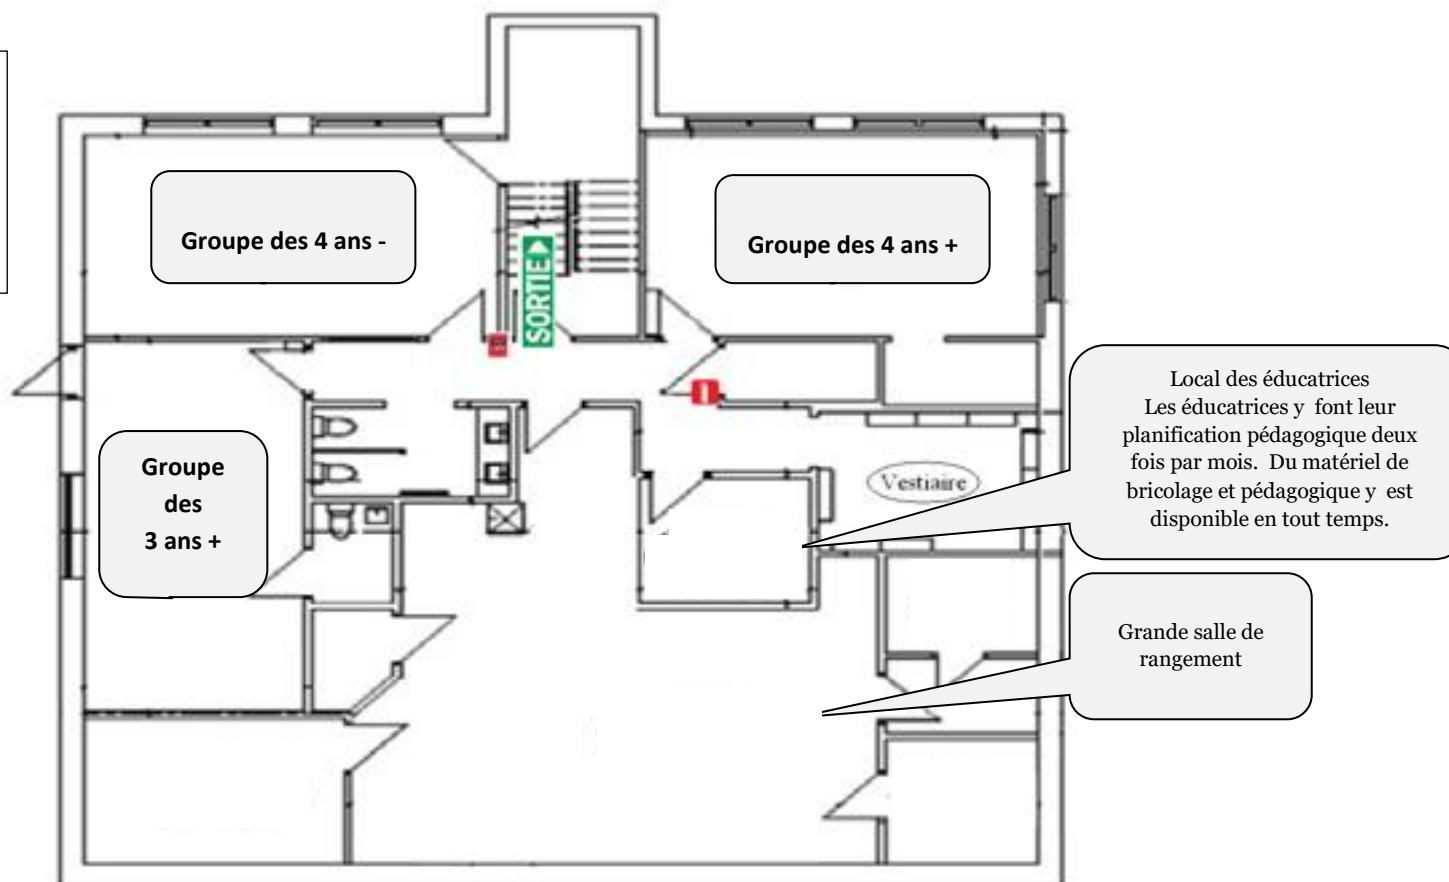 Groupe des 4 ans -
Groupe des 4 ans +
SORTIE
Groupe
des
3 ans +
Vestiaire
Local des éducatrices
Les éducatrices y font leur
planification pédagogique deux
fois par mois. Du matériel de
bricolage et pédagogique y est
disponible en tout temps.
Grande salle de
rangement